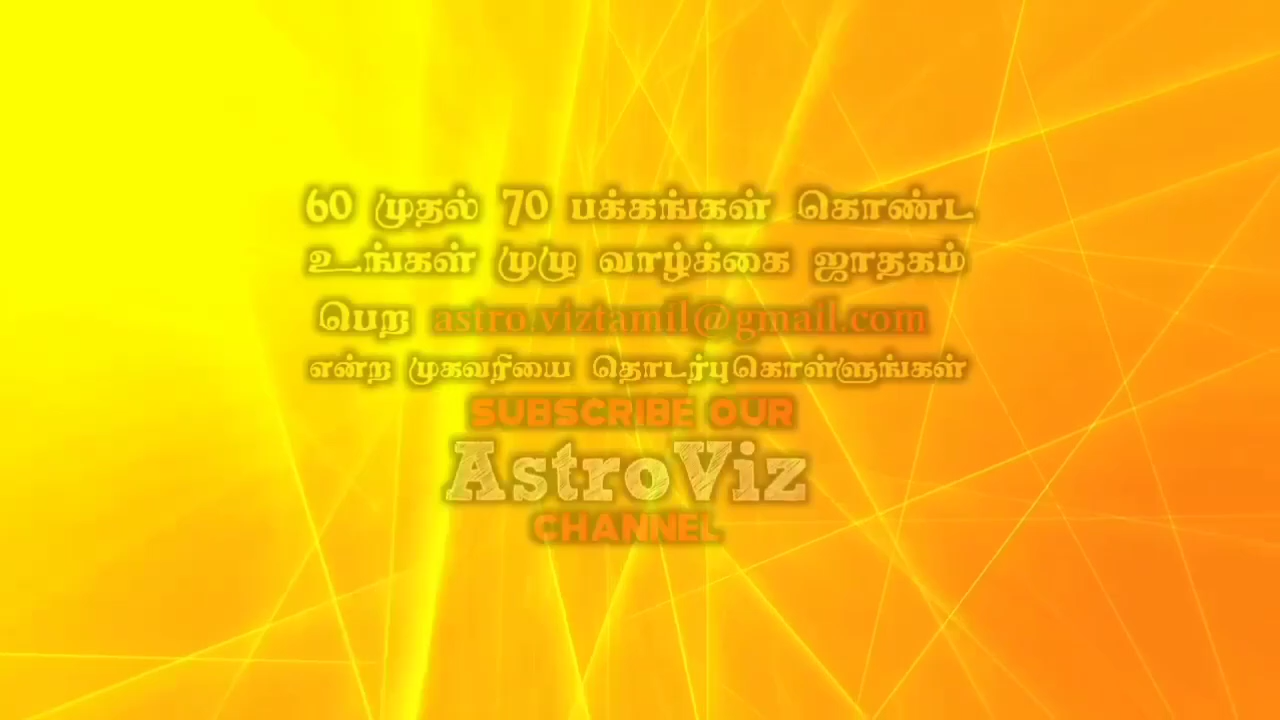 60 முதல் 70 பக்கங்கள் கொண்ட
உங்கள் முழு வாழ்க்கை ஜாதகம்
பெற astro.viztamil@gmail.com
என்ற முகவரியை தொடர்புகொள்ளுங்கள்
SUBSCRIBE OUR
AstroViz
CHANNEL